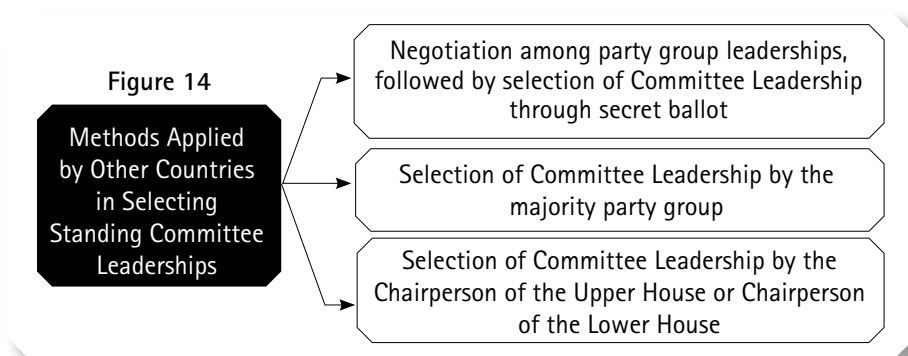 Figure 14
Methods Applied
by Other Countries
in Selecting
Standing Committee
Leaderships
Negotiation among party group leaderships,
followed by selection of Committee Leadership
through secret ballot
Selection of Committee Leadership by the
majority party group
Selection of Committee Leadership by the
Chairperson of the Upper House or Chairperson
of the Lower House